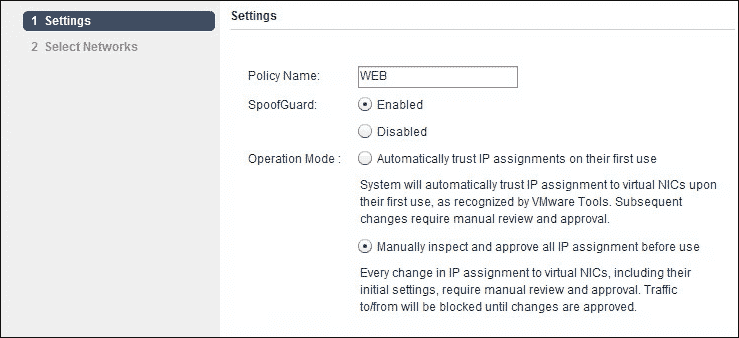 1 Settings
2 Select Networks
Settings
Policy Name: WEB
SpoofGuard: Enabled
Disabled
Operation Mode : Automatically trust IP assignments on their first use
System will automatically trust IP assignment to virtual NICs upon
their first use, as recognized by VMware Tools. Subsequent
changes require manual review and approval.
Manually inspect and approve all IP assignment before use
Every change in IP assignment to virtual NICs, including their
initial settings, require manual review and approval. Traffic
to/from will be blocked until changes are approved.